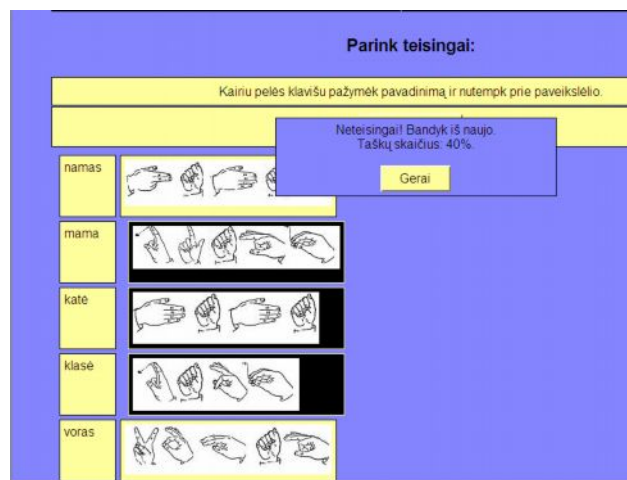 Parink teisingai:
Kairiu pelės klavišu pažymėk pavadinimą ir nutempk prie paveikslėlio.
Neteisingai! Bandyk iš naujo.
Taškų skaičius: 40%.
Gerai
namas
mama
katė
klasė
voras